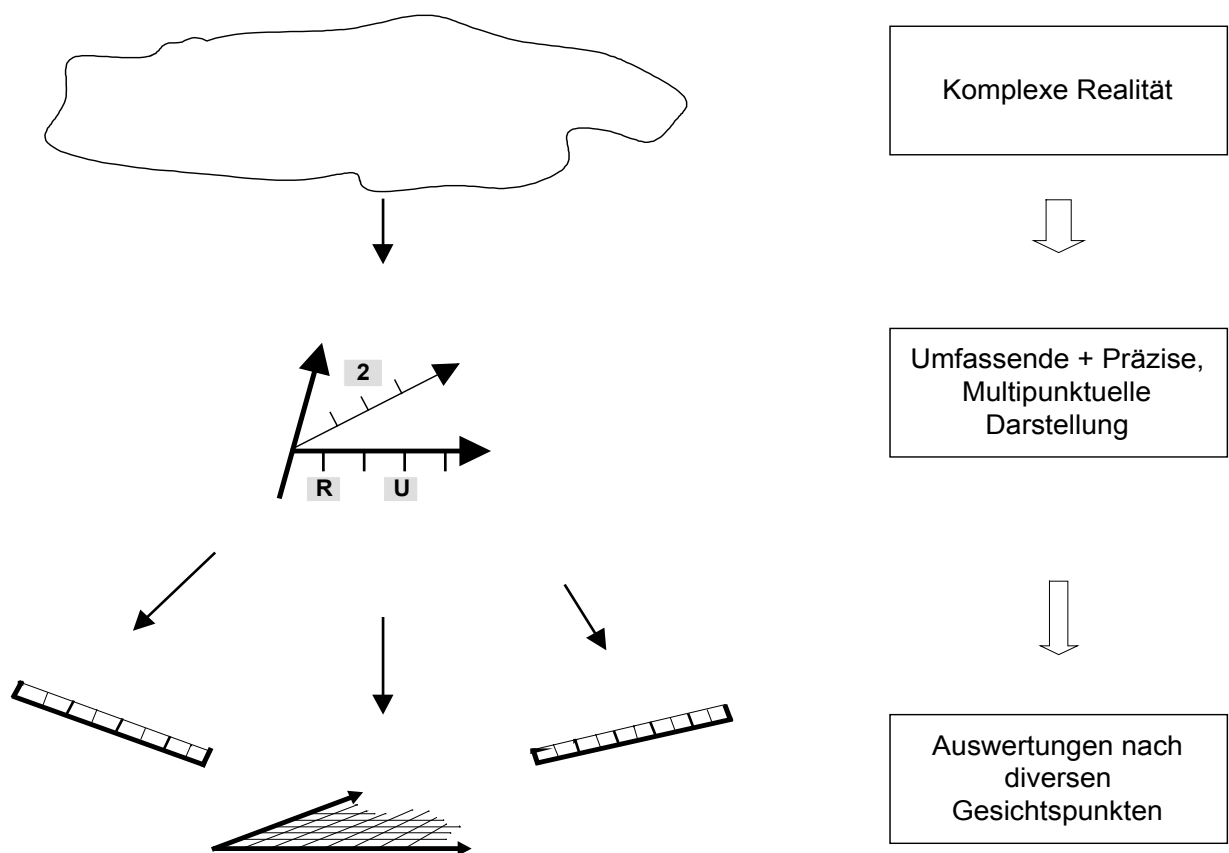 Komplexe Realität
2
R U
Umfassende + Präzise,
Multipunktuelle
Darstellung
Auswertungen nach
diversen
Gesichtspunkten